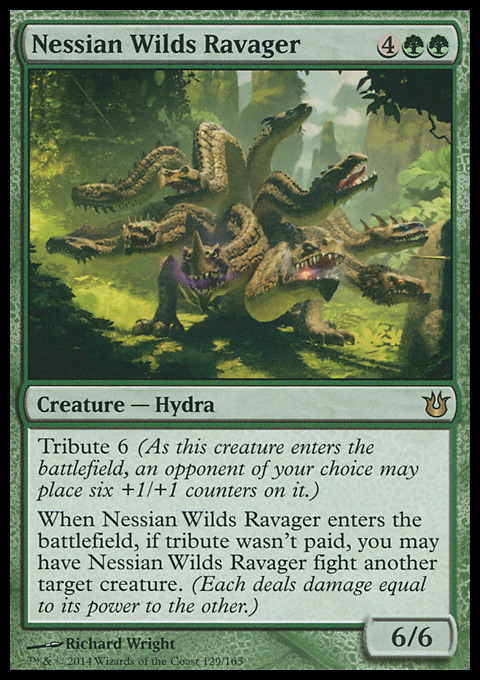 Nessian Wilds Ravager 4
Creature — Hydra
Tribute 6 (As this creature enters the
battlefield, an opponent of your choice may
place six +1/+1 counters on it.)
When Nessian Wilds Ravager enters the
battlefield, if tribute wasn't paid, you may
have Nessian Wilds Ravager fight another
target creature. (Each deals damage equal
to its power to the other.)
6/6
Richard Wright
™ & © 2014 Wizards of the Coast 129/165